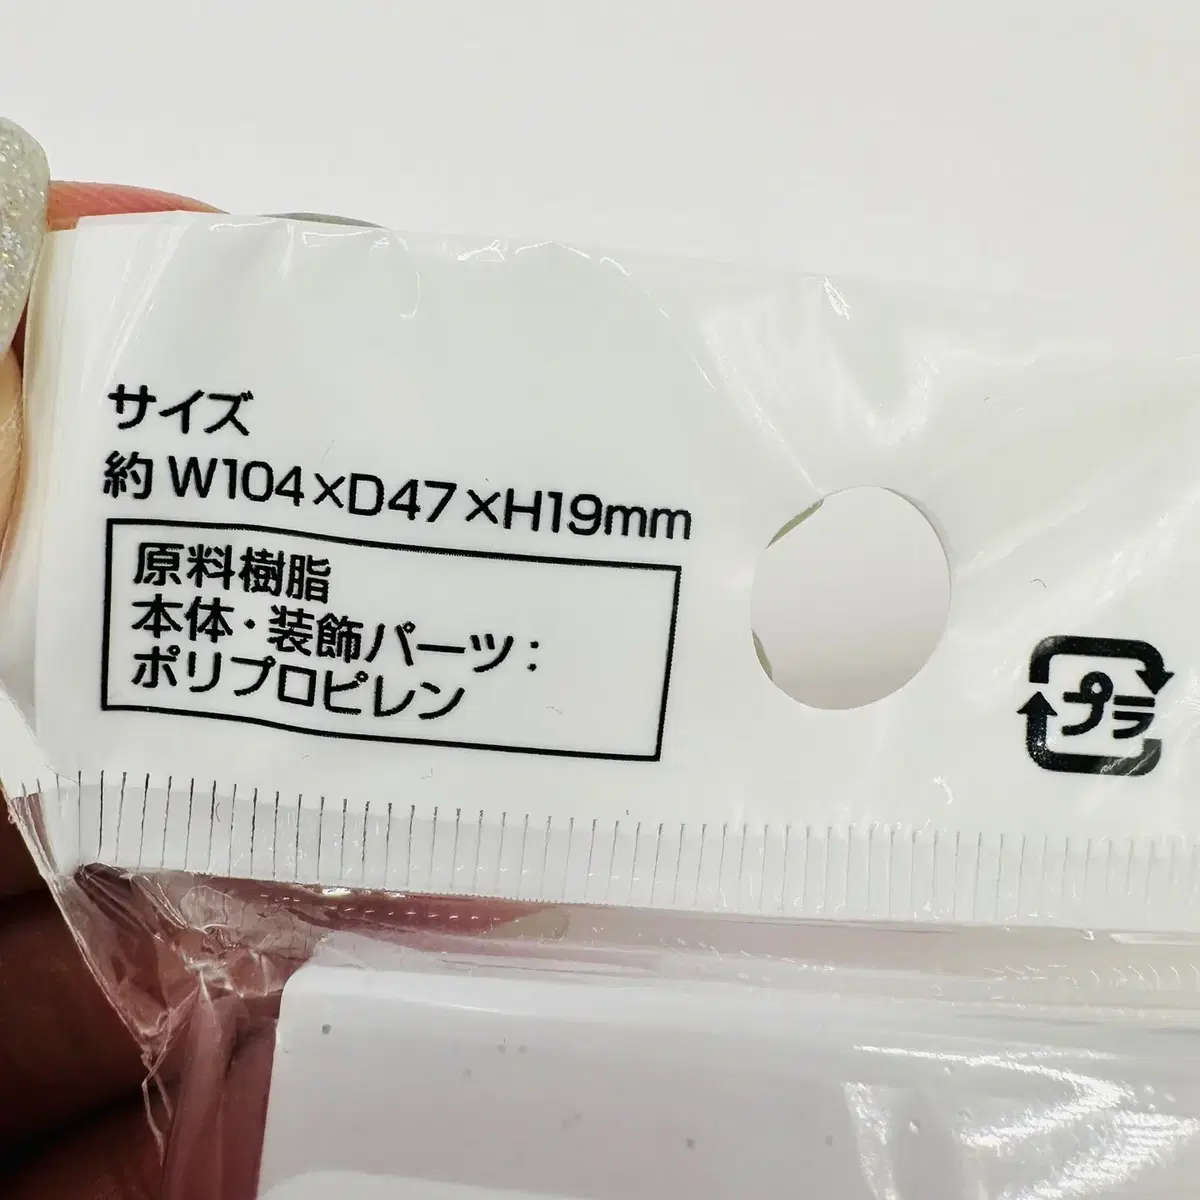 サイズ
約 W104×D47×H19mm
原料樹脂
本体・装飾パーツ:
ポリプロピレン
プラ